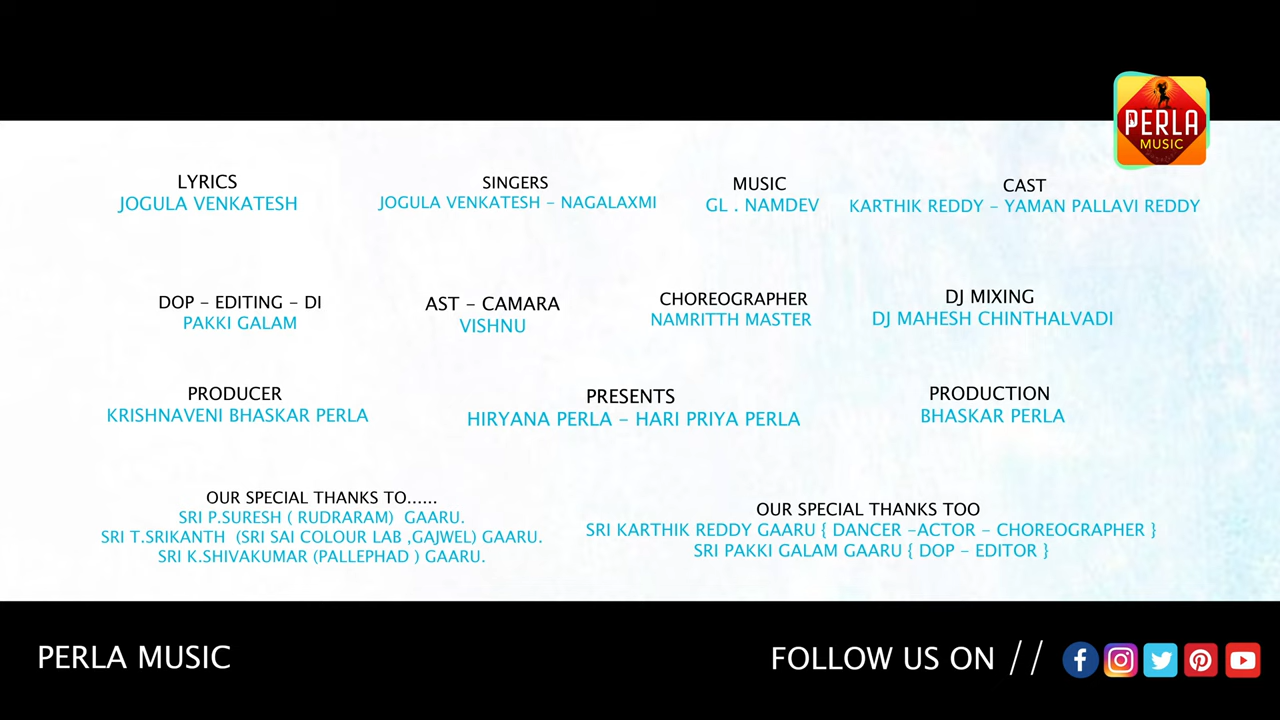 PERLA
MUSIC
LYRICS
JOGULA VENKATESH
SINGERS
JOGULA VENKATESH - NAGALAXMI
MUSIC
GL . NAMDEV
CAST
KARTHIK REDDY - YAMAN PALLAVI REDDY
DOP - EDITING - DI
PAKKI GALAM
AST - CAMARA
VISHNU
CHOREOGRAPHER
NAMRITTH MASTER
DJ MIXING
DJ MAHESH CHINTHALVADI
PRODUCER
KRISHNAVENI BHASKAR PERLA
PRESENTS
HIRYANA PERLA - HARI PRIYA PERLA
PRODUCTION
BHASKAR PERLA
OUR SPECIAL THANKS TO......
SRI P.SURESH ( RUDRARAM) GAARU.
SRI T.SRIKANTH (SRI SAI COLOUR LAB ,GAJWEL) GAARU.
SRI K.SHIVAKUMAR (PALLEPHAD ) GAARU.
OUR SPECIAL THANKS TOO
SRI KARTHIK REDDY GAARU { DANCER -ACTOR - CHOREOGRAPHER }
SRI PAKKI GALAM GAARU { DOP - EDITOR }
PERLA MUSIC
FOLLOW US ON //